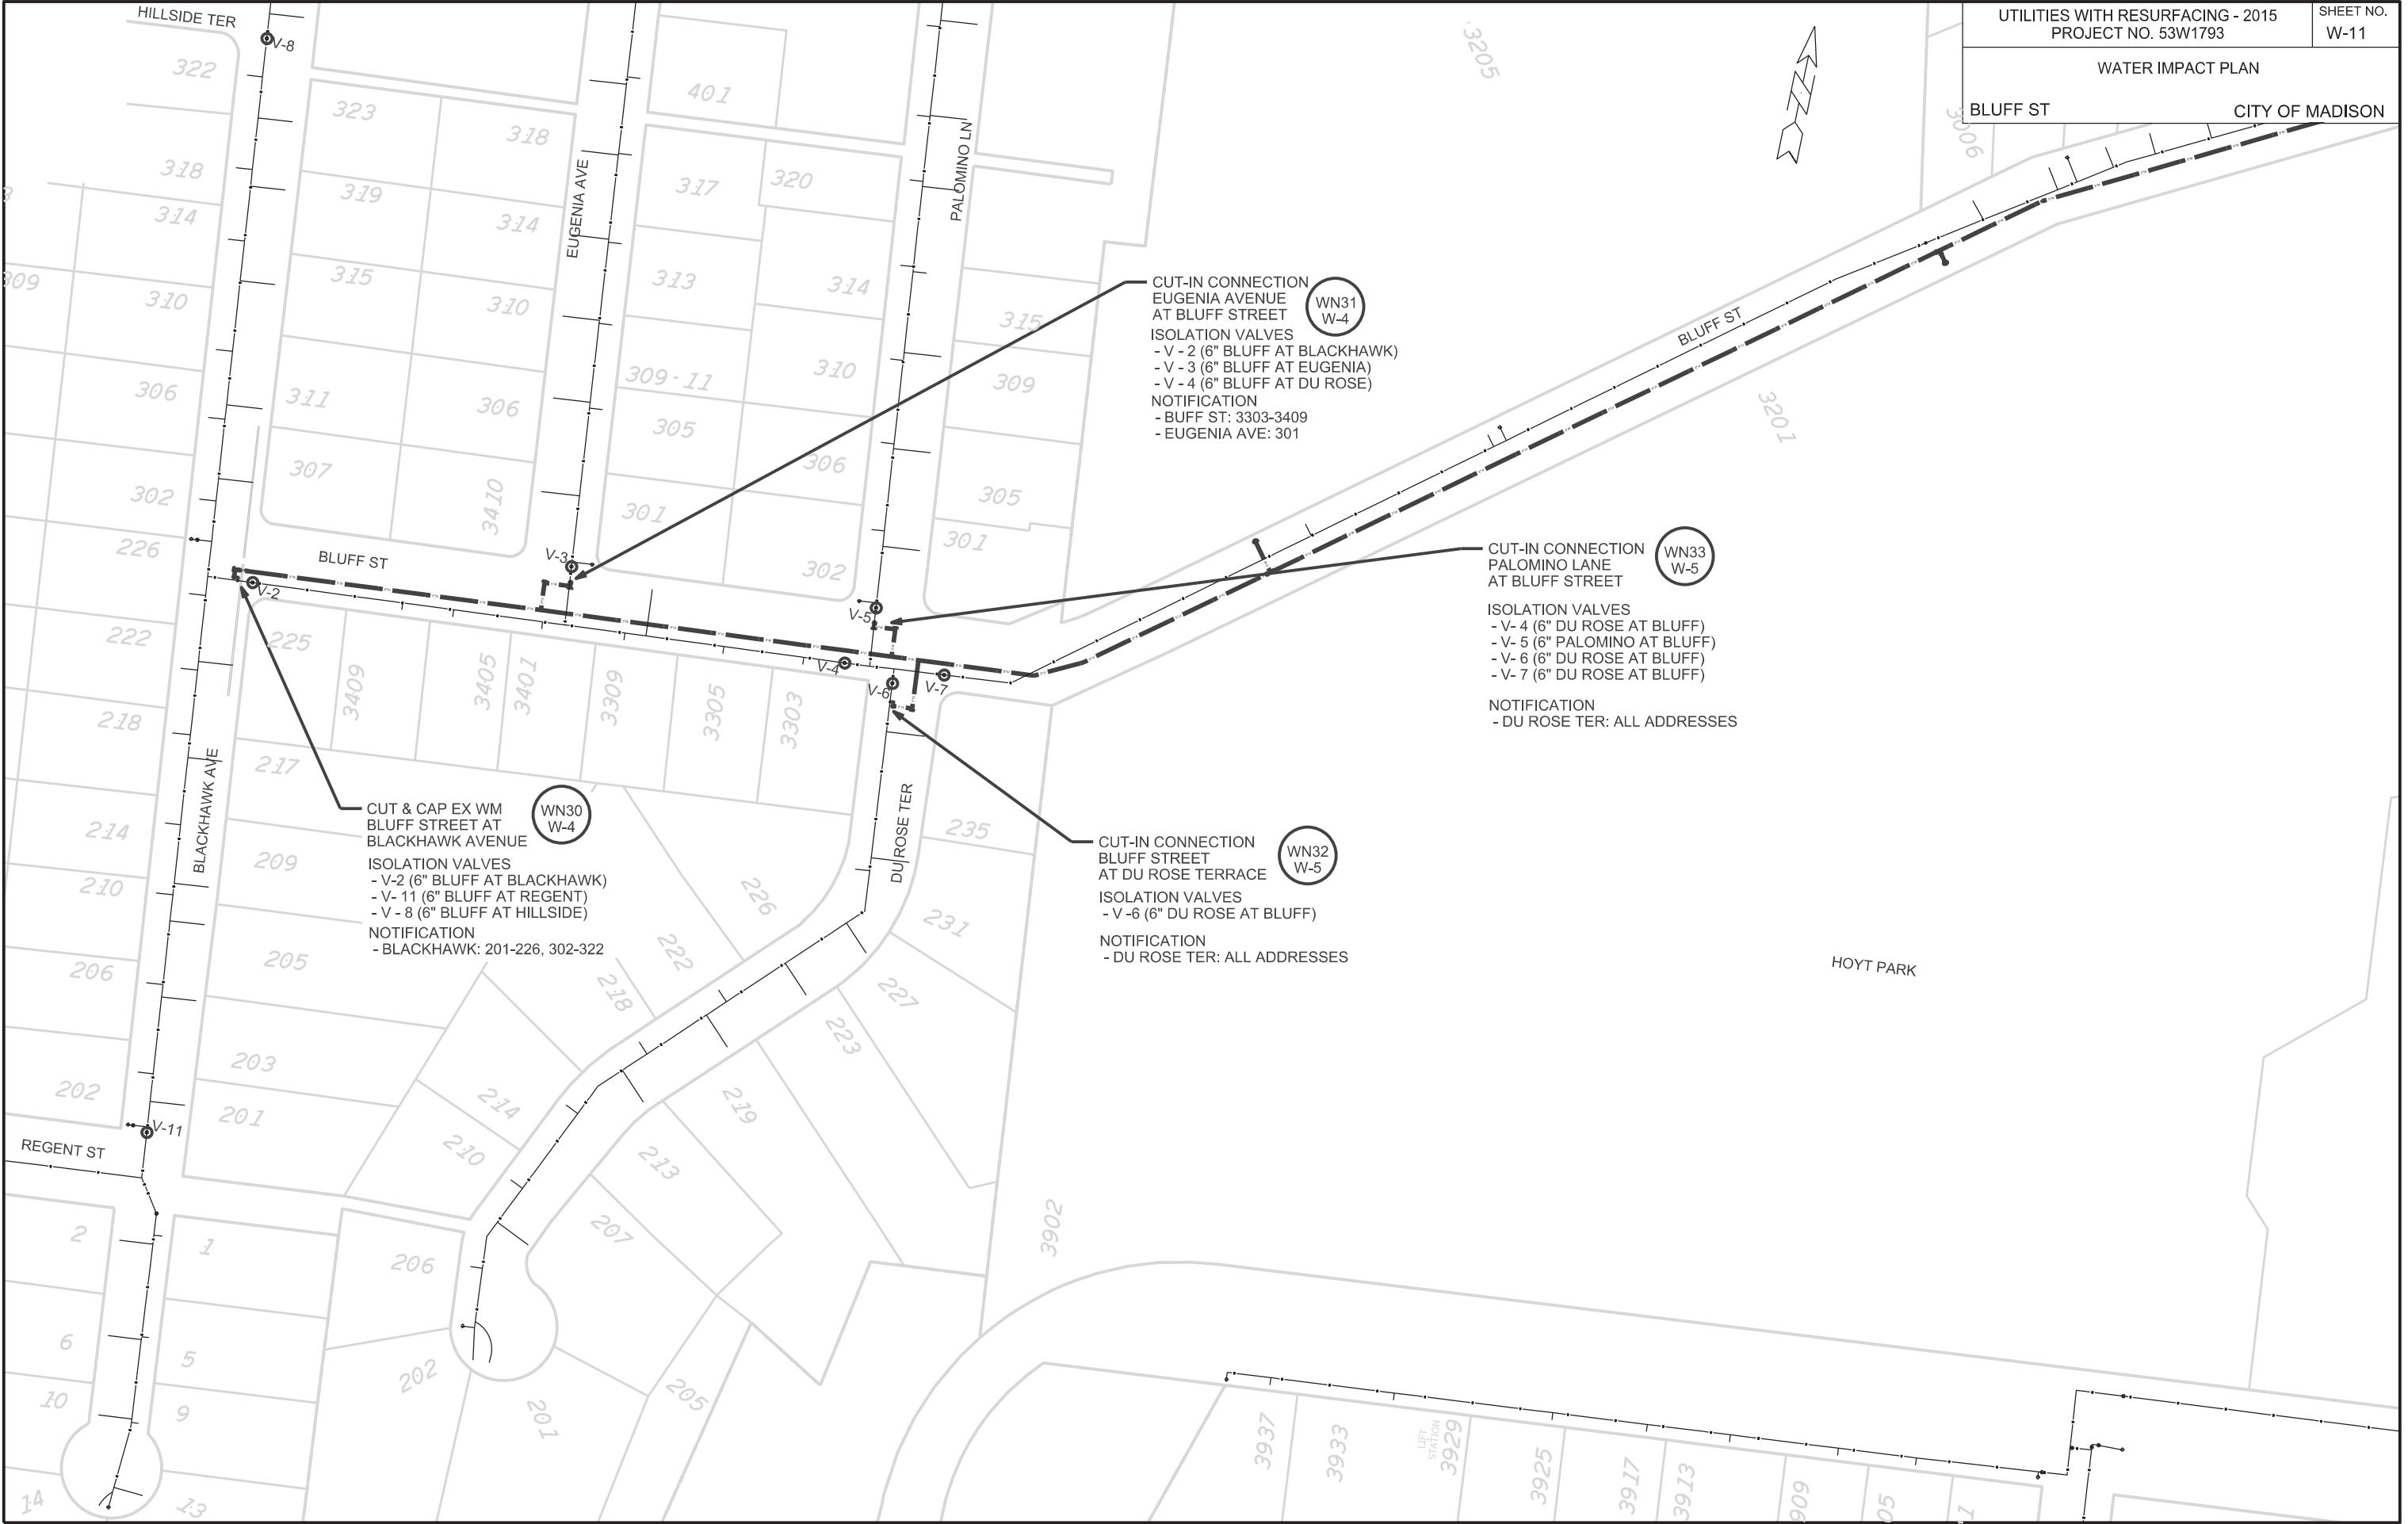 UTILITIES WITH RESURFACING - 2015
PROJECT NO. 53W1793
SHEET NO.
W-11
WATER IMPACT PLAN
BLUFF ST
CITY OF MADISON
HILLSIDE TER
V-8
322
323
318
401
3205
3006
318
314
319
314
317
320
EUGENIA AVE
PALOMINO LN
309
310
315
310
313
314
315
306
311
306
309-11
310
309
302
307
3410
305
306
305
226
301
302
301
CUT-IN CONNECTION
EUGENIA AVENUE
AT BLUFF STREET
WN31
W-4
ISOLATION VALVES
- V - 2 (6" BLUFF AT BLACKHAWK)
- V - 3 (6" BLUFF AT EUGENIA)
- V - 4 (6" BLUFF AT DU ROSE)
NOTIFICATION
- BUFF ST: 3303-3409
- EUGENIA AVE: 301
BLUFF ST
3201
BLUFF ST
V-3
V-2
V-5
V-4
V-6
V-7
CUT-IN CONNECTION
PALOMINO LANE
AT BLUFF STREET
WN33
W-5
ISOLATION VALVES
- V- 4 (6" DU ROSE AT BLUFF)
- V- 5 (6" PALOMINO AT BLUFF)
- V- 6 (6" DU ROSE AT BLUFF)
- V- 7 (6" DU ROSE AT BLUFF)
NOTIFICATION
- DU ROSE TER: ALL ADDRESSES
222
225
3409
3405
3401
3309
3305
3303
218
217
BLACKHAWK AVE
214
209
210
CUT & CAP EX WM
BLUFF STREET AT
BLACKHAWK AVENUE
WN30
W-4
ISOLATION VALVES
- V-2 (6" BLUFF AT BLACKHAWK)
- V- 11 (6" BLUFF AT REGENT)
- V - 8 (6" BLUFF AT HILLSIDE)
NOTIFICATION
- BLACKHAWK: 201-226, 302-322
DU ROSE TER
235
226
231
CUT-IN CONNECTION
BLUFF STREET
AT DU ROSE TERRACE
WN32
W-5
ISOLATION VALVES
- V -6 (6" DU ROSE AT BLUFF)
NOTIFICATION
- DU ROSE TER: ALL ADDRESSES
HOYT PARK
206
205
222
218
227
223
202
203
201
214
219
V-11
REGENT ST
210
213
2
1
206
207
3902
6
5
202
205
10
9
201
14
13
3937
3933
LIFT
STATION
3929
3925
3917
3913
909
05
1